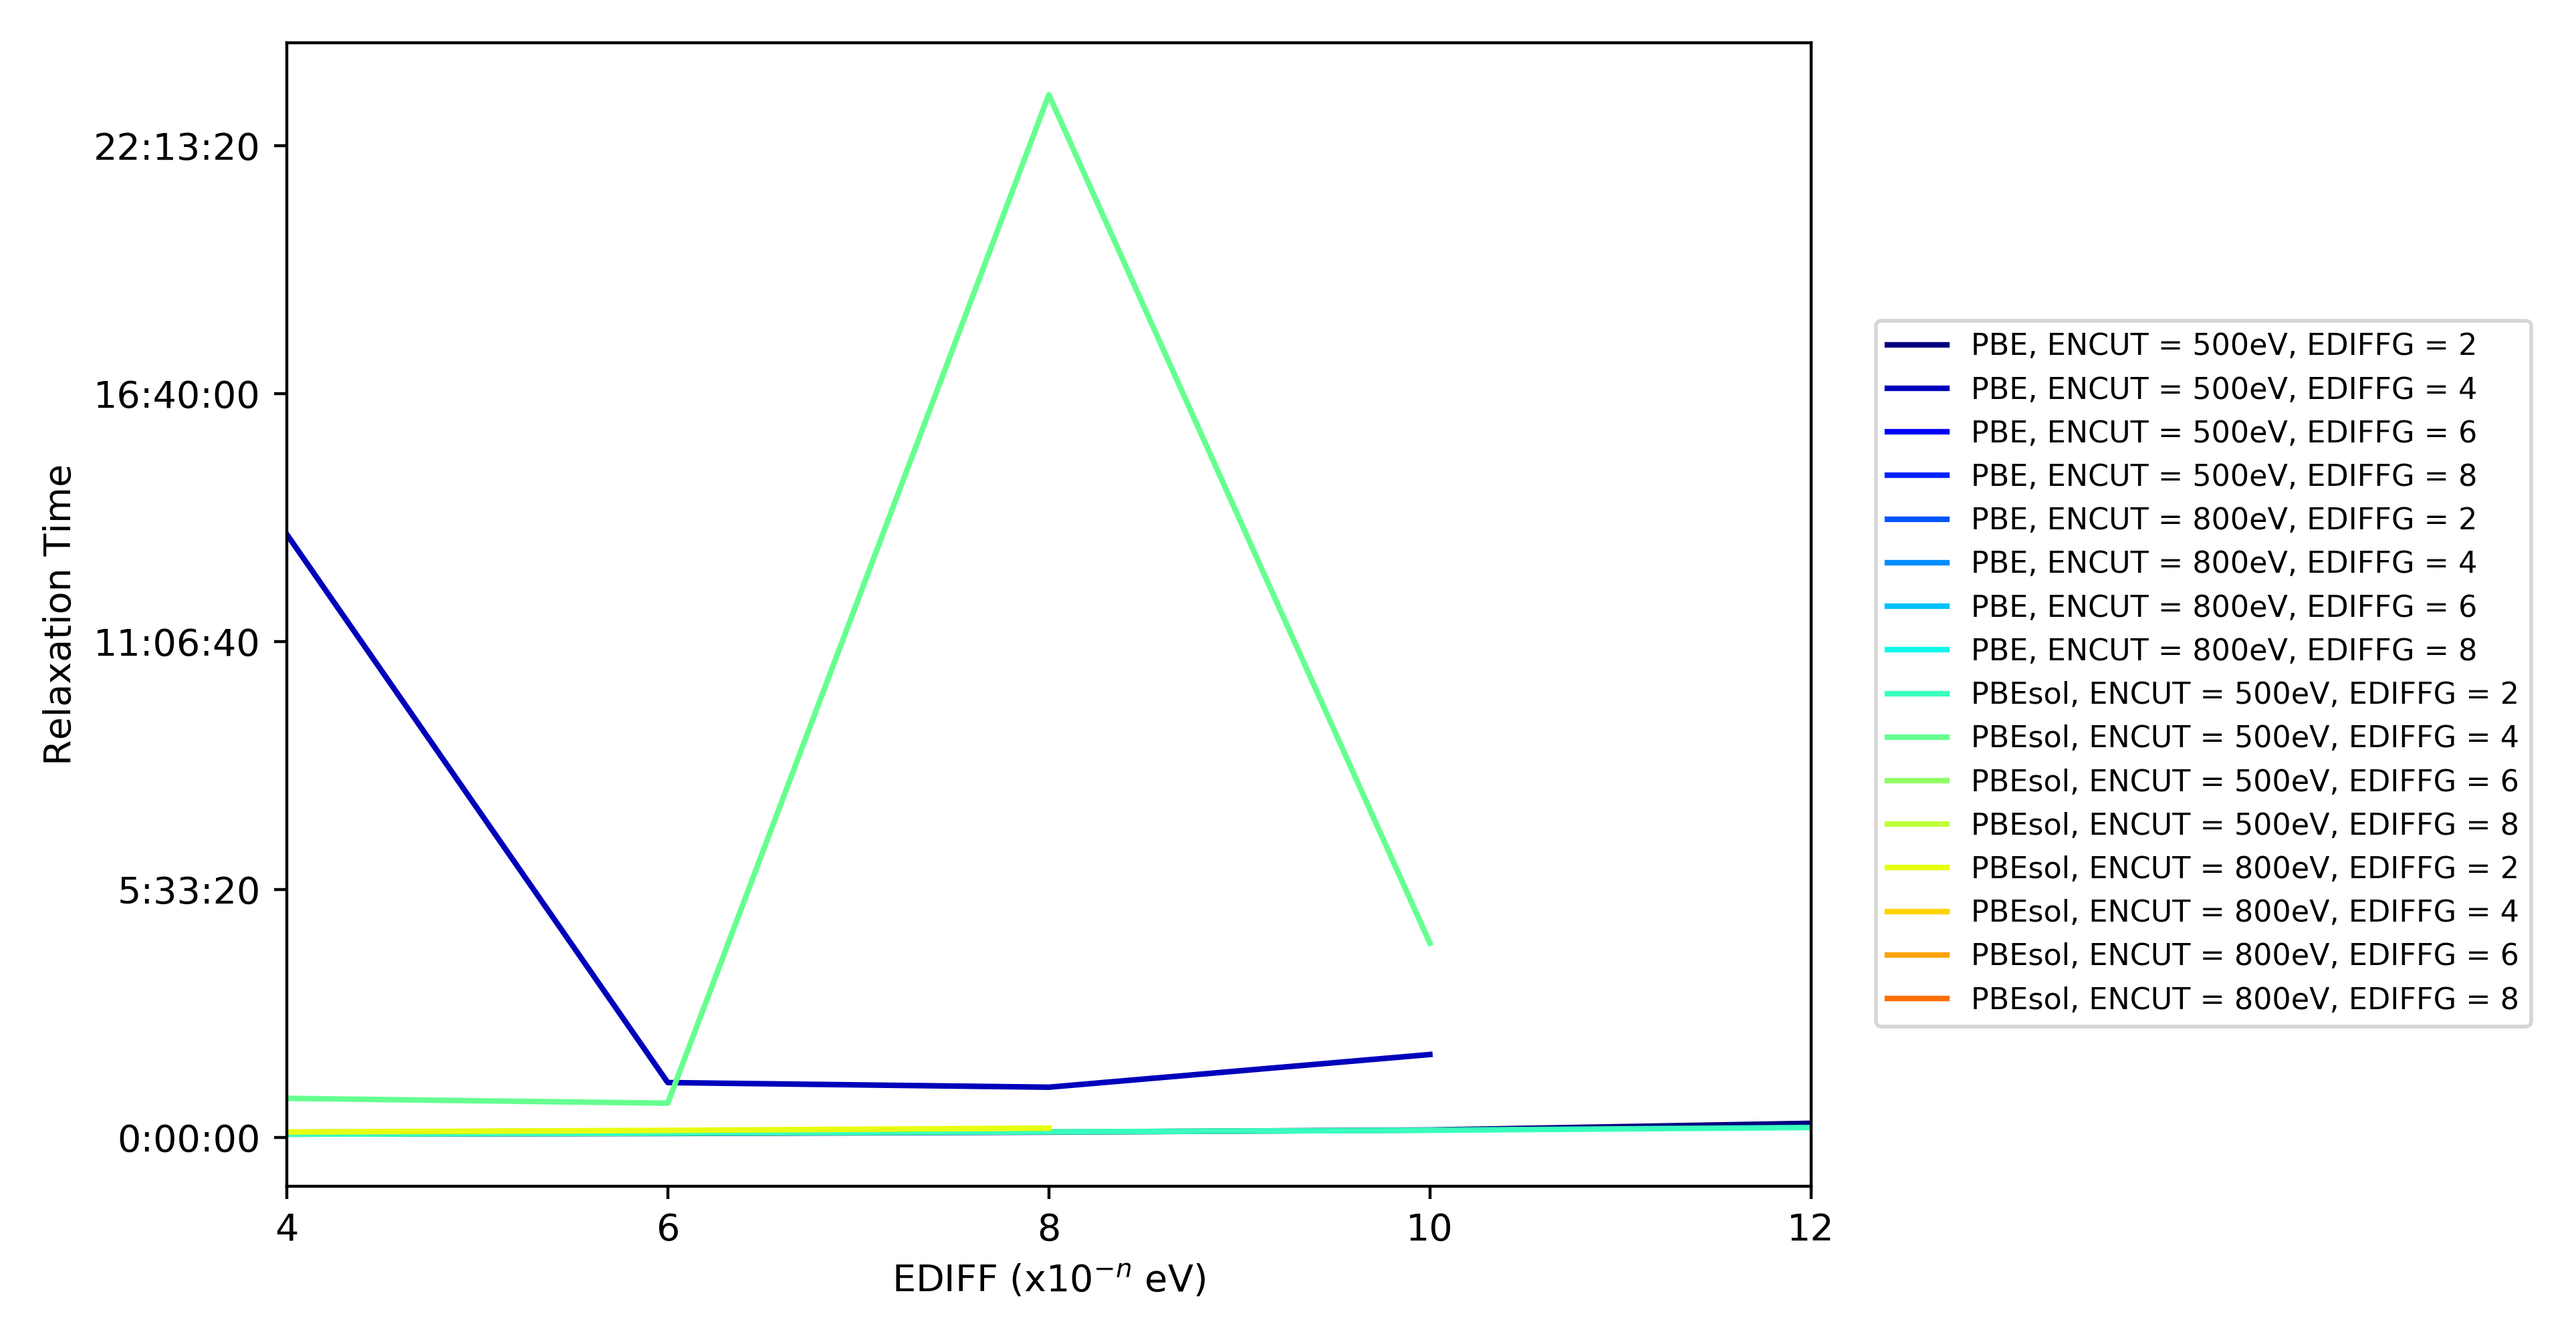 22:13:20
16:40:00
11:06:40
5:33:20
0:00:00
Relaxation Time
4 6 8 10 12
EDIFF (x10⁻ⁿ eV)
PBE, ENCUT = 500eV, EDIFFG = 2
PBE, ENCUT = 500eV, EDIFFG = 4
PBE, ENCUT = 500eV, EDIFFG = 6
PBE, ENCUT = 500eV, EDIFFG = 8
PBE, ENCUT = 800eV, EDIFFG = 2
PBE, ENCUT = 800eV, EDIFFG = 4
PBE, ENCUT = 800eV, EDIFFG = 6
PBE, ENCUT = 800eV, EDIFFG = 8
PBEsol, ENCUT = 500eV, EDIFFG = 2
PBEsol, ENCUT = 500eV, EDIFFG = 4
PBEsol, ENCUT = 500eV, EDIFFG = 6
PBEsol, ENCUT = 500eV, EDIFFG = 8
PBEsol, ENCUT = 800eV, EDIFFG = 2
PBEsol, ENCUT = 800eV, EDIFFG = 4
PBEsol, ENCUT = 800eV, EDIFFG = 6
PBEsol, ENCUT = 800eV, EDIFFG = 8